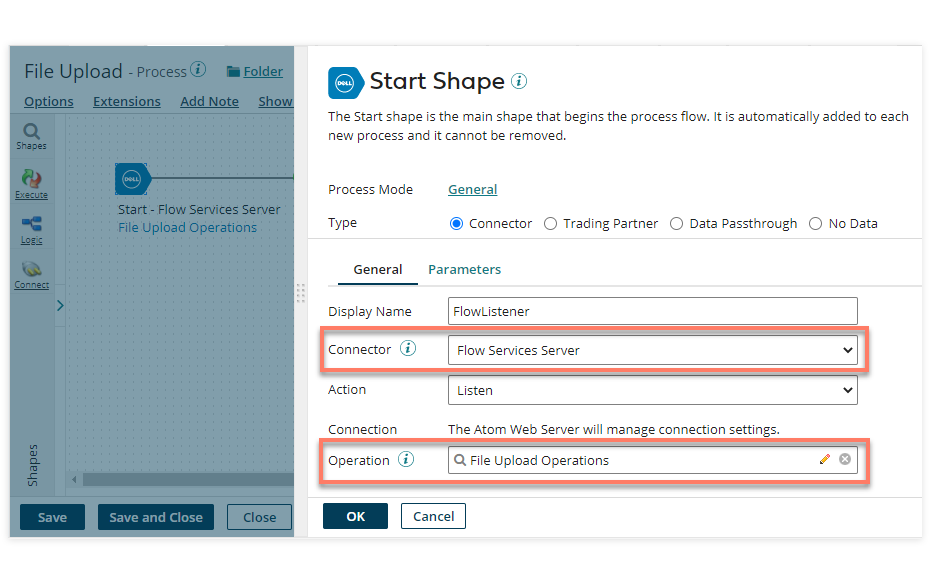 File Upload - Process i Folder
Options Extensions Add Note Show
Shapes
Execute
Logic
Connect
Shapes
DELL
Start - Flow Services Server
File Upload Operations
Save Save and Close Close
DELL Start Shape i
The Start shape is the main shape that begins the process flow. It is automatically added to each
new process and it cannot be removed.
Process Mode General
Type Connector Trading Partner Data Passthrough No Data
General Parameters
Display Name FlowListener
Connector i Flow Services Server
Action Listen
Connection The Atom Web Server will manage connection settings.
Operation i File Upload Operations
OK Cancel